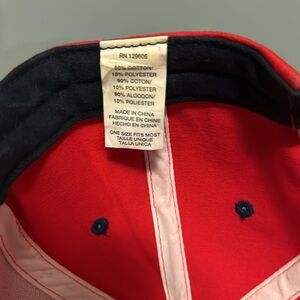 RN 129606
90% COTTON/
10% POLYESTER
90% COTON/
10% POLYESTER
90% ALGODON/
10% POLIESTER
MADE IN CHINA
FABRIQUE EN CHINE
HECHO EN CHINA
ONE SIZE FITS MOST
TAILLE UNIQUE
TALLA UNICA